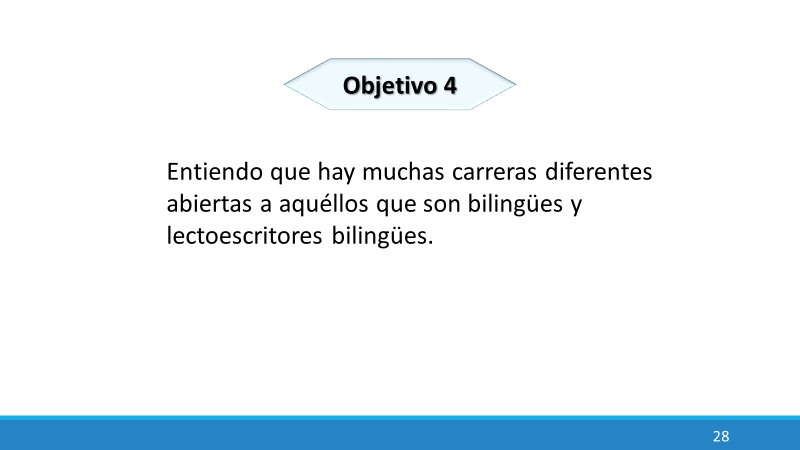 Objetivo 4
Entiendo que hay muchas carreras diferentes
abiertas a aquéllos que son bilingües y
lectoescritores bilingües.
28